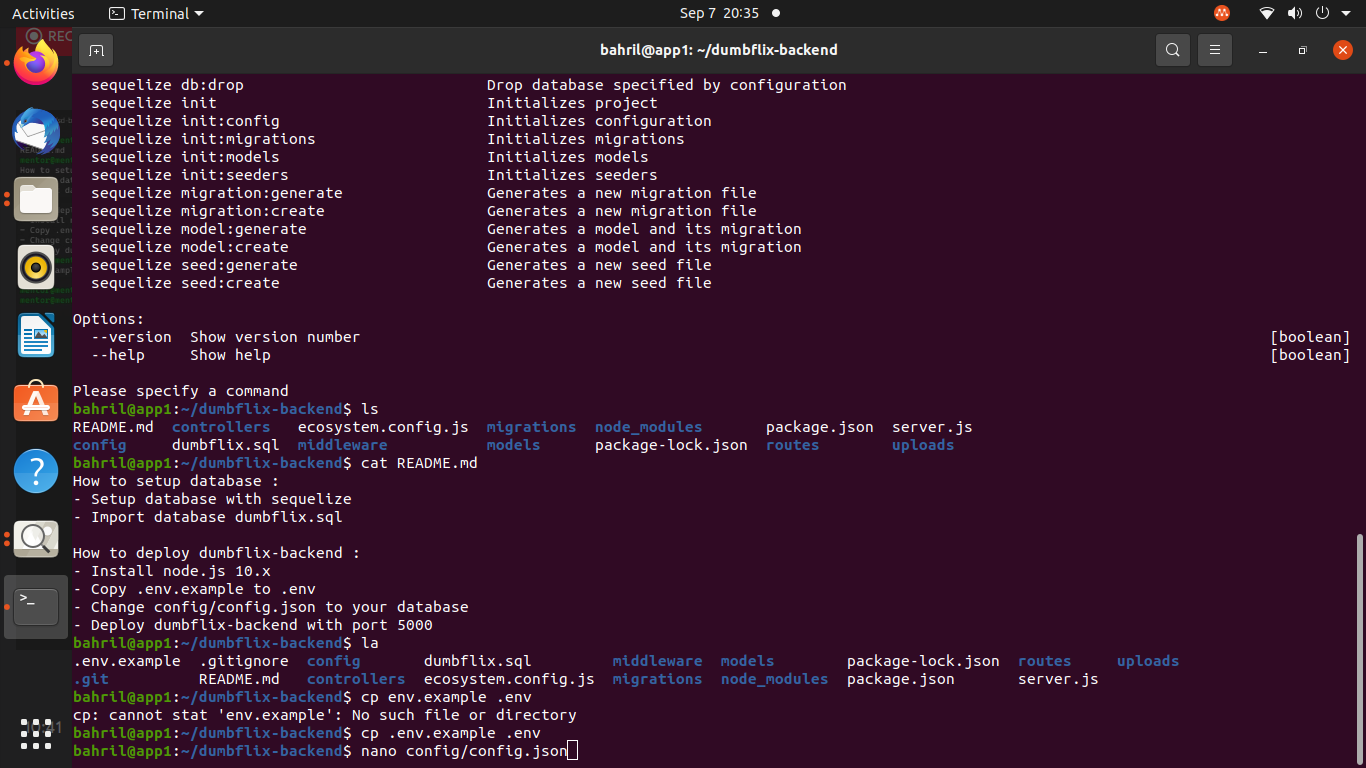 Activities Terminal Sep 7 20:35
REC
bahril@app1: ~/dumbflix-backend
sequelize db:drop Drop database specified by configuration
sequelize init Initializes project
sequelize init:config Initializes configuration
sequelize init:migrations Initializes migrations
sequelize init:models Initializes models
sequelize init:seeders Initializes seeders
sequelize migration:generate Generates a new migration file
sequelize migration:create Generates a new migration file
sequelize model:generate Generates a model and its migration
sequelize model:create Generates a model and its migration
sequelize seed:generate Generates a new seed file
sequelize seed:create Generates a new seed file
Options:
--version Show version number [boolean]
--help Show help [boolean]
Please specify a command
bahril@app1:~/dumbflix-backend$ ls
README.md controllers ecosystem.config.js migrations node_modules package.json server.js
config dumbflix.sql middleware models package-lock.json routes uploads
bahril@app1:~/dumbflix-backend$ cat README.md
How to setup database :
- Setup database with sequelize
- Import database dumbflix.sql
How to deploy dumbflix-backend :
- Install node.js 10.x
- Copy .env.example to .env
- Change config/config.json to your database
- Deploy dumbflix-backend with port 5000
bahril@app1:~/dumbflix-backend$ la
.env.example .gitignore config dumbflix.sql middleware models package-lock.json routes uploads
.git README.md controllers ecosystem.config.js migrations node_modules package.json server.js
bahril@app1:~/dumbflix-backend$ cp env.example .env
cp: cannot stat 'env.example': No such file or directory
bahril@app1:~/dumbflix-backend$ cp .env.example .env
bahril@app1:~/dumbflix-backend$ nano config/config.json